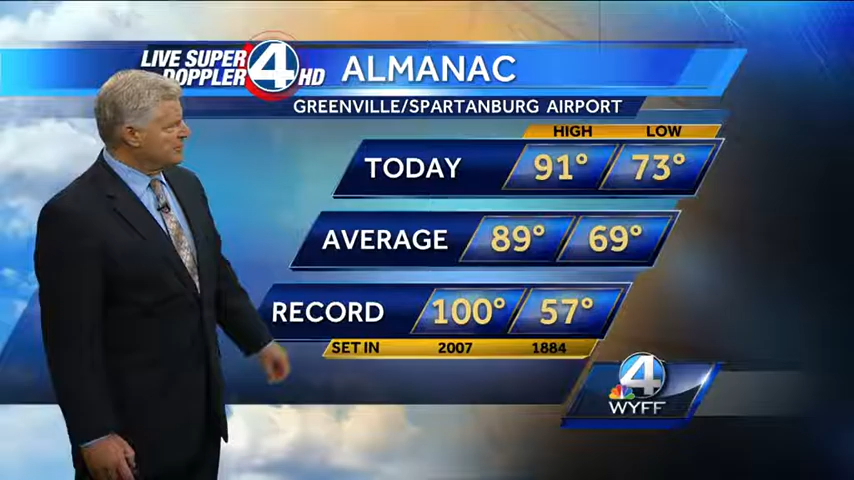 LIVE SUPER DOPPLER 4 HD
ALMANAC
GREENVILLE/SPARTANBURG AIRPORT
HIGH LOW
TODAY 91° 73°
AVERAGE 89° 69°
RECORD 100° 57°
SET IN 2007 1884
4
WYFF